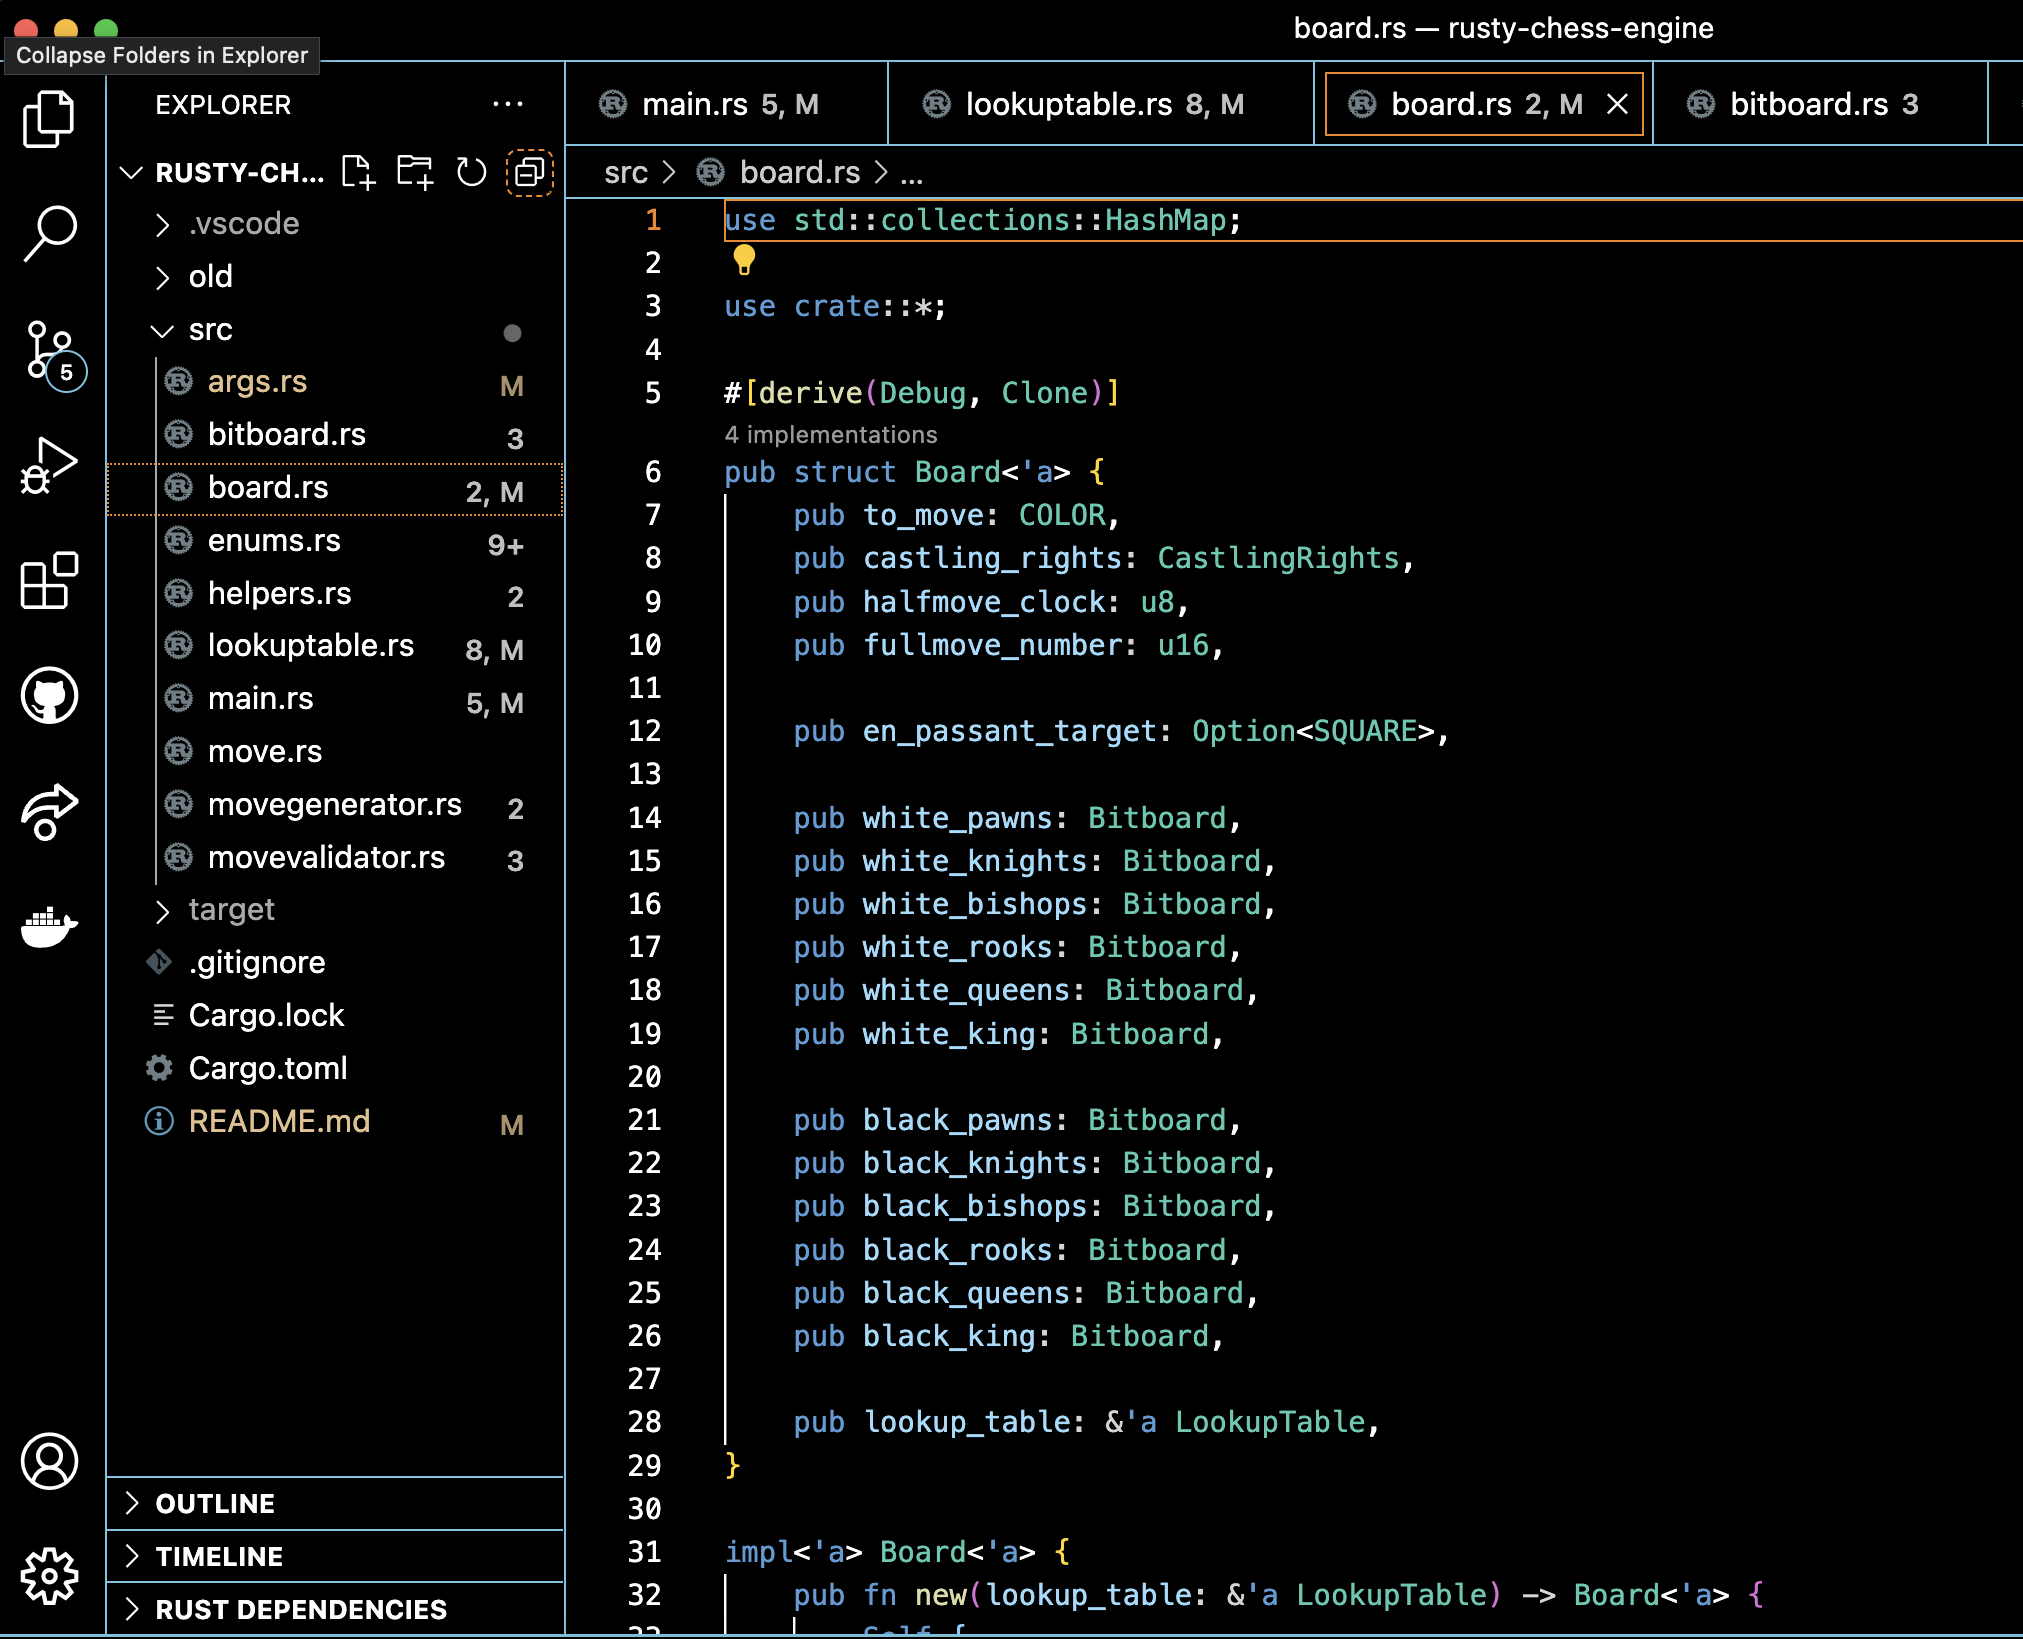 board.rs — rusty-chess-engine
Collapse Folders in Explorer
EXPLORER
RUSTY-CH...
.vscode
old
src
args.rs M
bitboard.rs 3
board.rs 2, M
enums.rs 9+
helpers.rs 2
lookuptable.rs 8, M
main.rs 5, M
move.rs
movegenerator.rs 2
movevalidator.rs 3
target
.gitignore
Cargo.lock
Cargo.toml
README.md M
OUTLINE
TIMELINE
RUST DEPENDENCIES
5
main.rs 5, M
lookuptable.rs 8, M
board.rs 2, M
bitboard.rs 3
src > board.rs > ...
1 use std::collections::HashMap;
2
3 use crate::*;
4
5 #[derive(Debug, Clone)]
4 implementations
6 pub struct Board<'a> {
7 pub to_move: COLOR,
8 pub castling_rights: CastlingRights,
9 pub halfmove_clock: u8,
10 pub fullmove_number: u16,
11
12 pub en_passant_target: Option<SQUARE>,
13
14 pub white_pawns: Bitboard,
15 pub white_knights: Bitboard,
16 pub white_bishops: Bitboard,
17 pub white_rooks: Bitboard,
18 pub white_queens: Bitboard,
19 pub white_king: Bitboard,
20
21 pub black_pawns: Bitboard,
22 pub black_knights: Bitboard,
23 pub black_bishops: Bitboard,
24 pub black_rooks: Bitboard,
25 pub black_queens: Bitboard,
26 pub black_king: Bitboard,
27
28 pub lookup_table: &'a LookupTable,
29 }
30
31 impl<'a> Board<'a> {
32 pub fn new(lookup_table: &'a LookupTable) -> Board<'a> {
33 Self {